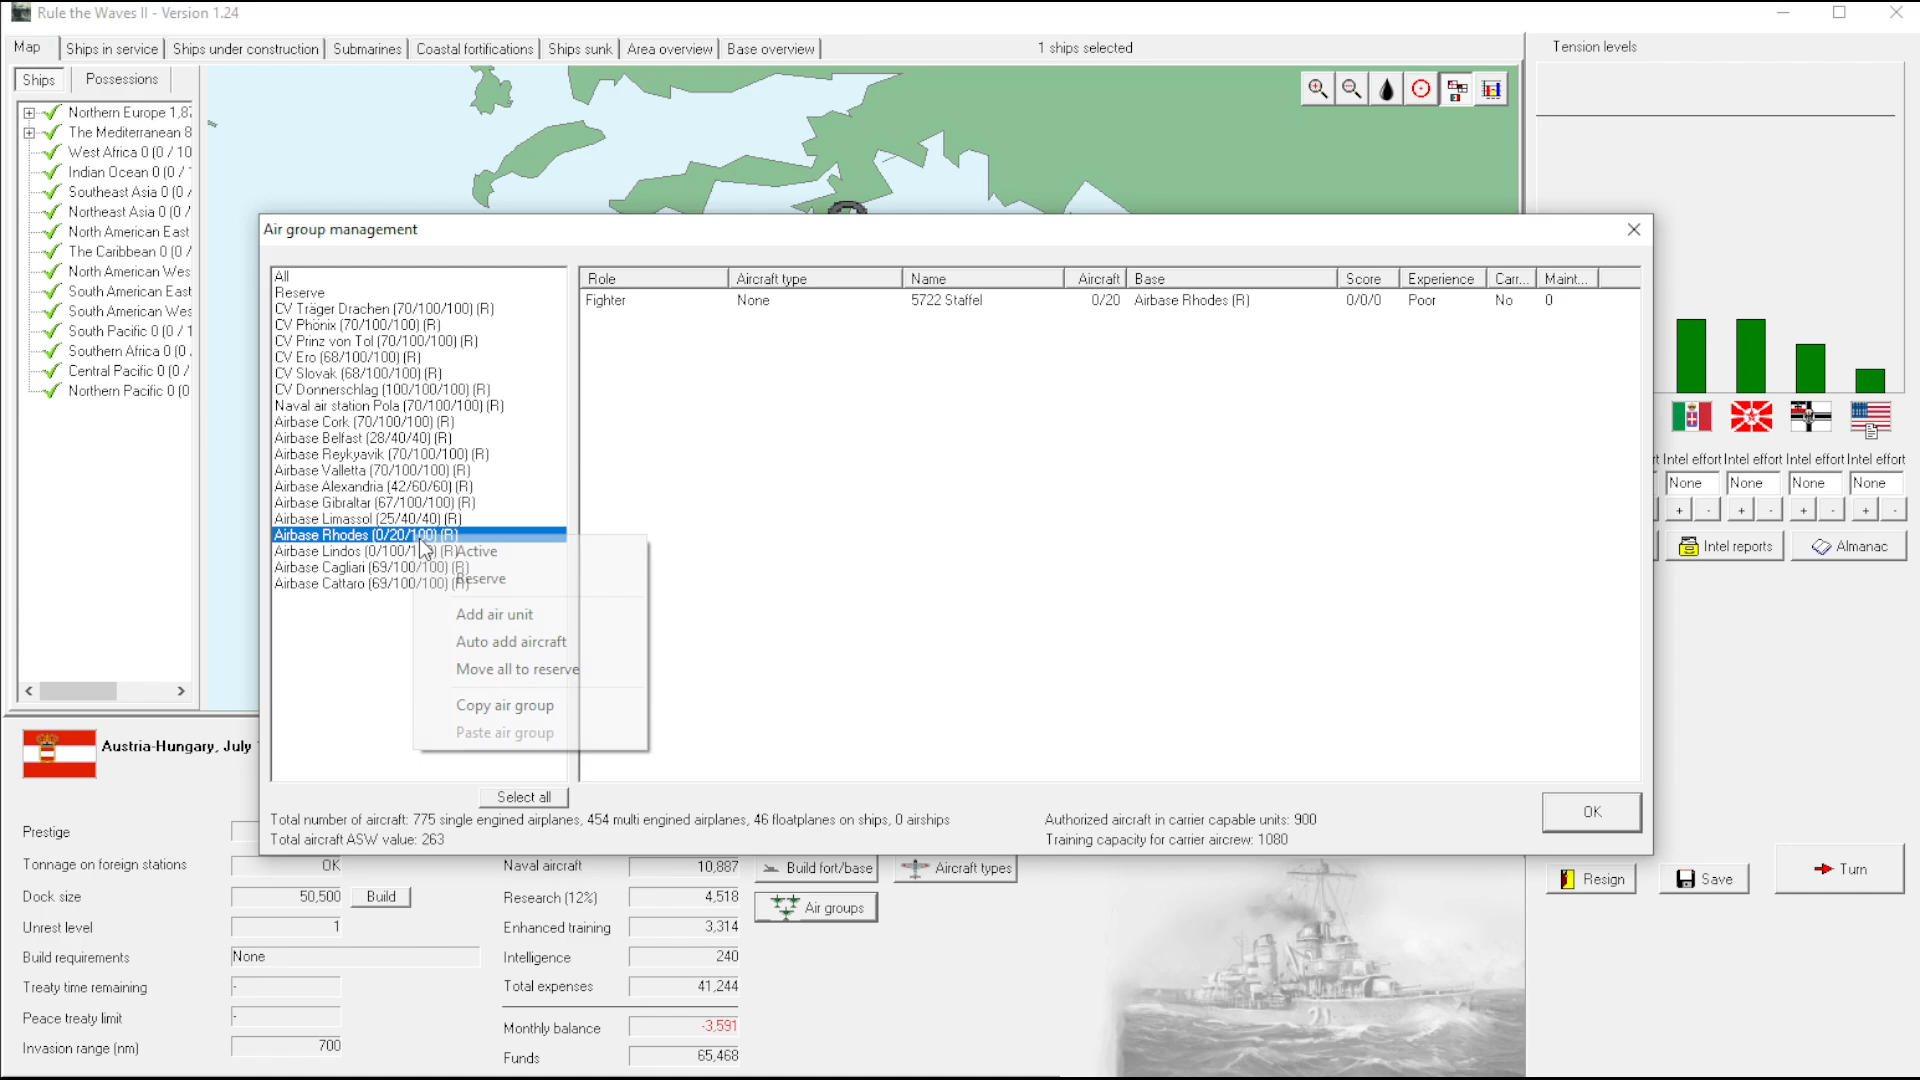 Rule the Waves II - Version 1.24
Map Ships in service Ships under construction Submarines Coastal fortifications Ships sunk Area overview Base overview
1 ships selected
Tension levels
Ships Possessions
Northern Europe 1,8
The Mediterranean 8
West Africa 0 (0 / 10
Indian Ocean 0 (0 /
Southeast Asia 0 (0 /
Northeast Asia 0 (0 /
North American East
The Caribbean 0 (0 /
North American Wes
South American East
South American Wes
South Pacific 0 (0 / 1
Southern Africa 0 (0
Central Pacific 0 (0 /
Northern Pacific 0 (0
Air group management
All
Reserve
CV Träger Drachen (70/100/100) (R)
CV Phönix (70/100/100) (R)
CV Prinz von Tol (70/100/100) (R)
CV Ero (68/100/100) (R)
CV Slovak (68/100/100) (R)
CV Donnerschlag (100/100/100) (R)
Naval air station Pola (70/100/100) (R)
Airbase Cork (70/100/100) (R)
Airbase Belfast (28/40/40) (R)
Airbase Reykyavik (70/100/100) (R)
Airbase Valletta (70/100/100) (R)
Airbase Alexandria (42/60/60) (R)
Airbase Gibraltar (67/100/100) (R)
Airbase Limassol (25/40/40) (R)
Airbase Rhodes (0/20/100) (R)
Airbase Lindos (0/100/1 (R)
Airbase Cagliari (69/100/100) (R)
Airbase Cattaro (69/100/100) (R)
Active
Reserve
Add air unit
Auto add aircraft
Move all to reserve
Copy air group
Paste air group
Select all
Role Aircraft type Name Aircraft Base Score Experience Carr... Maint...
Fighter None 5722 Staffel 0/20 Airbase Rhodes (R) 0/0/0 Poor No 0
Total number of aircraft: 775 single engined airplanes, 454 multi engined airplanes, 46 floatplanes on ships, 0 airships
Total aircraft ASW value: 263
Authorized aircraft in carrier capable units: 900
Training capacity for carrier aircrew: 1080
OK
Intel effort Intel effort Intel effort Intel effort
None None None None
+ - + - + - + -
Intel reports Almanac
Austria-Hungary, July
Prestige
Tonnage on foreign stations OK
Dock size 50,500 Build
Unrest level 1
Build requirements None
Treaty time remaining -
Peace treaty limit -
Invasion range (nm) 700
Naval aircraft 10,887
Research (12%) 4,518
Enhanced training 3,314
Intelligence 240
Total expenses 41,244
Monthly balance -3,591
Funds 65,468
Build fort/base Aircraft types
Air groups
Resign Save Turn